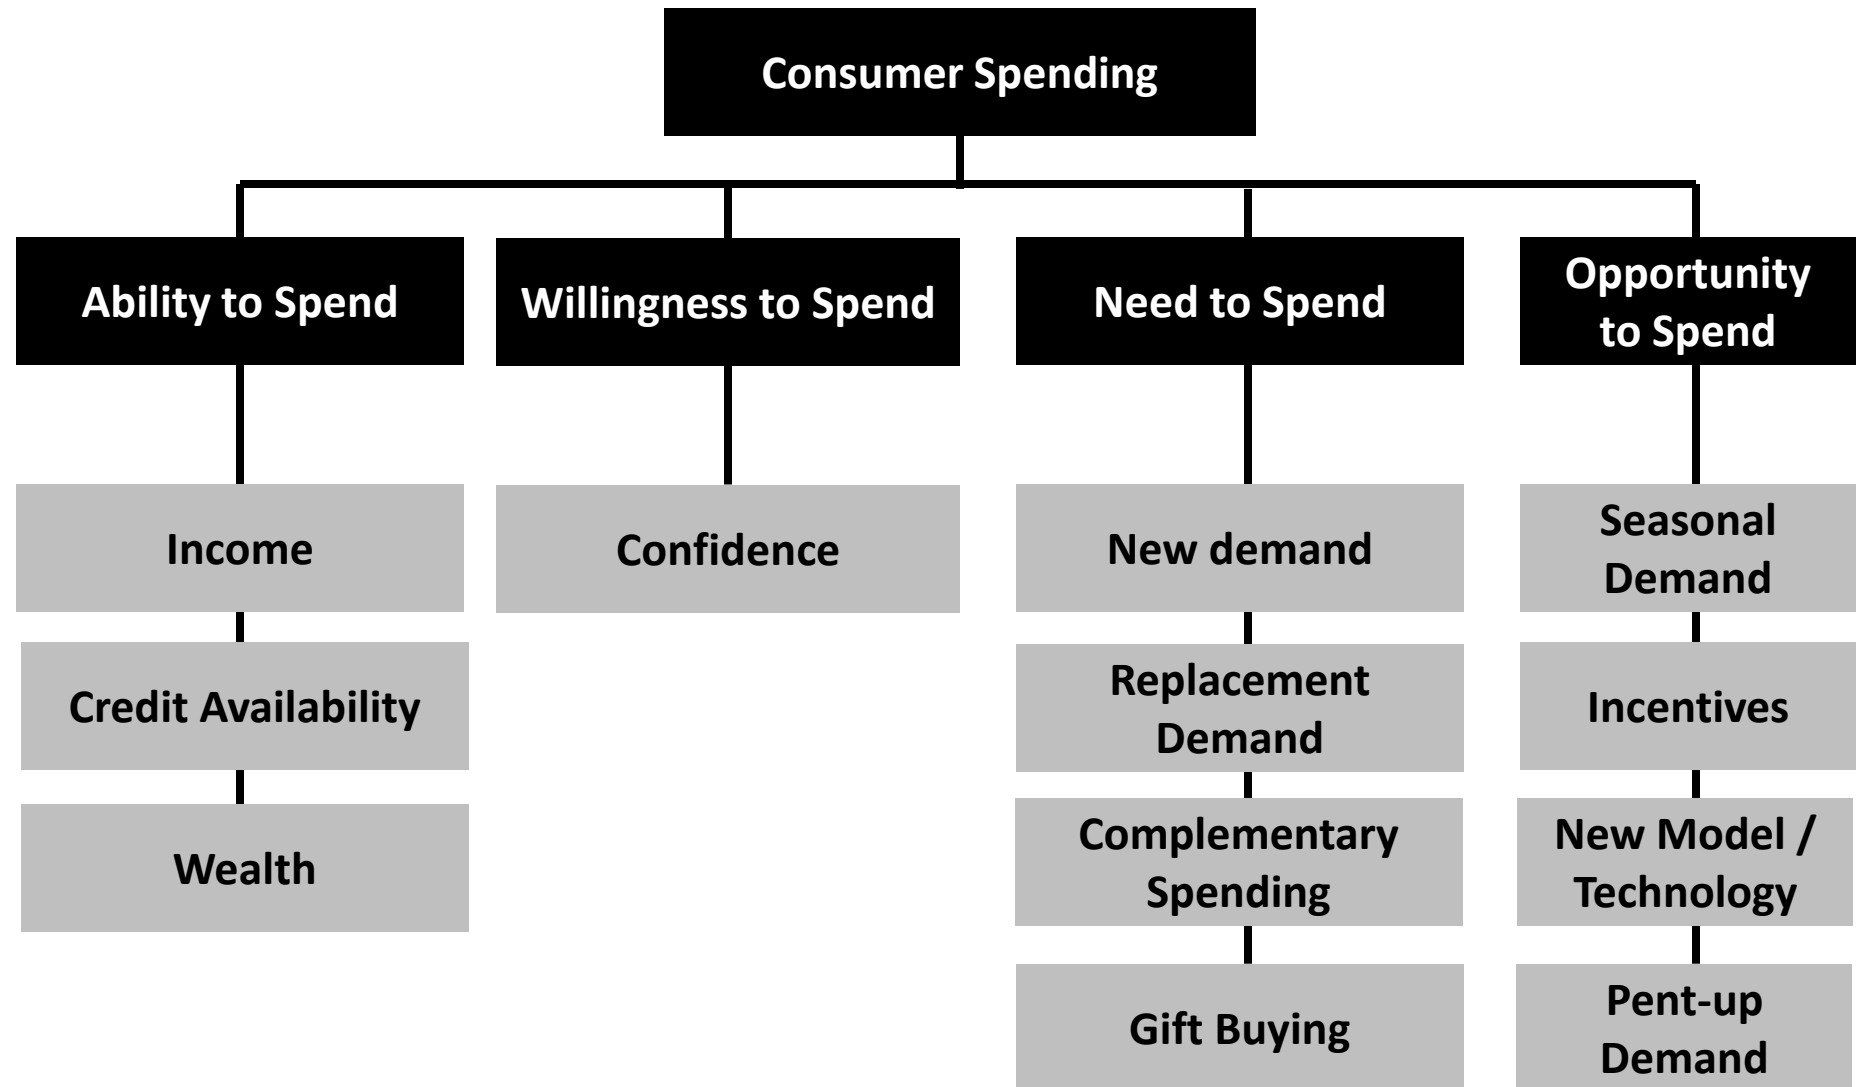 Consumer Spending
Ability to Spend
Willingness to Spend
Need to Spend
Opportunity
to Spend
Income
Credit Availability
Wealth
Confidence
New demand
Replacement
Demand
Complementary
Spending
Gift Buying
Seasonal
Demand
Incentives
New Model /
Technology
Pent-up
Demand